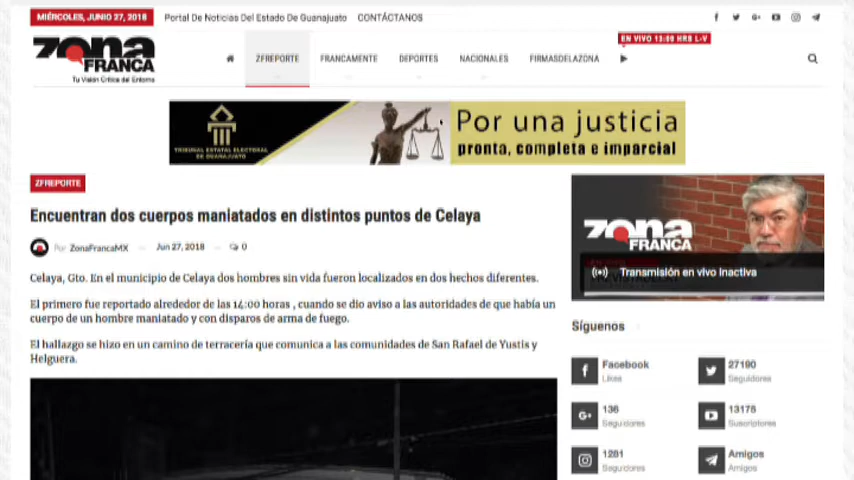 MIÉRCOLES, JUNIO 27, 2018 Portal De Noticias Del Estado De Guanajuato CONTÁCTANOS
EN VIVO 13:00 HRS L-V
ZONA FRANCA
Tu Visión Crítica del Entorno
ZFREPORTE FRANCAMENTE DEPORTES NACIONALES FIRMASDELAZONA
TRIBUNAL ESTATAL ELECTORAL
DE GUANAJUATO
Por una justicia
pronta, completa e imparcial
ZFREPORTE
Encuentran dos cuerpos maniatados en distintos puntos de Celaya
Por ZonaFrancaMX — Jun 27, 2018 — 0
Celaya, Gto. En el municipio de Celaya dos hombres sin vida fueron localizados en dos hechos diferentes.
El primero fue reportado alrededor de las 14:00 horas , cuando se dio aviso a las autoridades de que había un
cuerpo de un hombre maniatado y con disparos de arma de fuego.
El hallazgo se hizo en un camino de terracería que comunica a las comunidades de San Rafael de Yustis y
Helguera.
ZONA FRANCA
Transmisión en vivo inactiva
Síguenos
Facebook
Likes
27190
Seguidores
136
Seguidores
13175
Suscriptores
1281
Seguidores
Amigos
Amigos